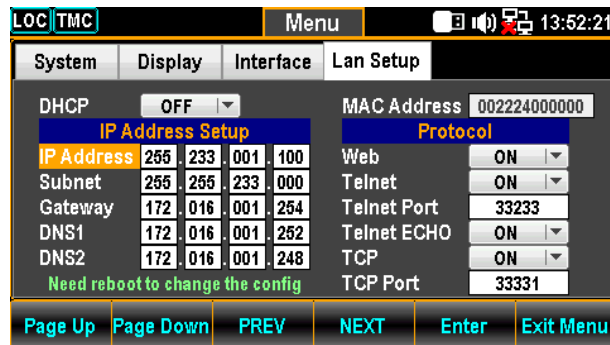 LOC TMC Menu 13:52:21
System Display Interface Lan Setup
DHCP OFF MAC Address 002224000000
IP Address Setup Protocol
IP Address 255 . 233 . 001 . 100 Web ON
Subnet 255 . 255 . 233 . 000 Telnet ON
Gateway 172 . 016 . 001 . 254 Telnet Port 33233
DNS1 172 . 016 . 001 . 252 Telnet ECHO ON
DNS2 172 . 016 . 001 . 248 TCP ON
Need reboot to change the config TCP Port 33331
Page Up Page Down PREV NEXT Enter Exit Menu